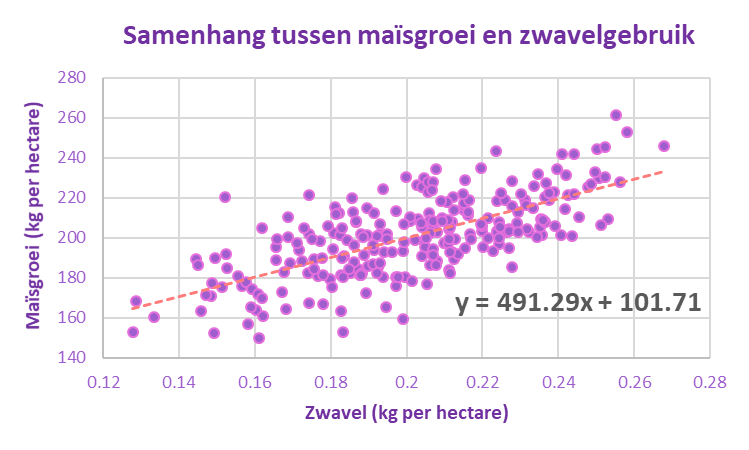 Samenhang tussen maïsgroei en zwavelgebruik
Maïsgroei (kg per hectare)
280
260
240
220
200
180
160
140
y = 491.29x + 101.71
0.12 0.14 0.16 0.18 0.2 0.22 0.24 0.26 0.28
Zwavel (kg per hectare)